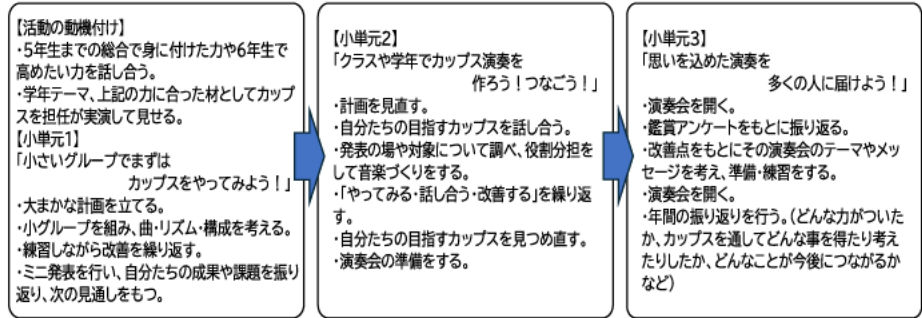 【活動の動機付け】
・5年生までの総合で身に付けた力や6年生で
高めたい力を話し合う。
・学年テーマ、上記の力に合った材としてカップ
スを担任が実演して見せる。
【小単元1】
「小さいグループでまずは
カップスをやってみよう！」
・大まかな計画を立てる。
・小グループを組み、曲・リズム・構成を考える。
・練習しながら改善を繰り返す。
・ミニ発表を行い、自分たちの成果や課題を振り
返り、次の見通しをもつ。
【小単元2】
「クラスや学年でカップス演奏を
作ろう！つなごう！」
・計画を見直す。
・自分たちの目指すカップスを話し合う。
・発表の場や対象について調べ、役割分担を
して音楽づくりをする。
・「やってみる・話し合う・改善する」を繰り返
す。
・自分たちの目指すカップスを見つめ直す。
・演奏会の準備をする。
【小単元3】
「思いを込めた演奏を
多くの人に届けよう！」
・演奏会を開く。
・鑑賞アンケートをもとに振り返る。
・改善点をもとにその演奏会のテーマやメッ
セージを考え、準備・練習をする。
・演奏会を開く。
・年間の振り返りを行う。（どんな力がついた
か、カップスを通してどんな事を得たり考え
たりしたか、どんなことが今後につながるか
など）